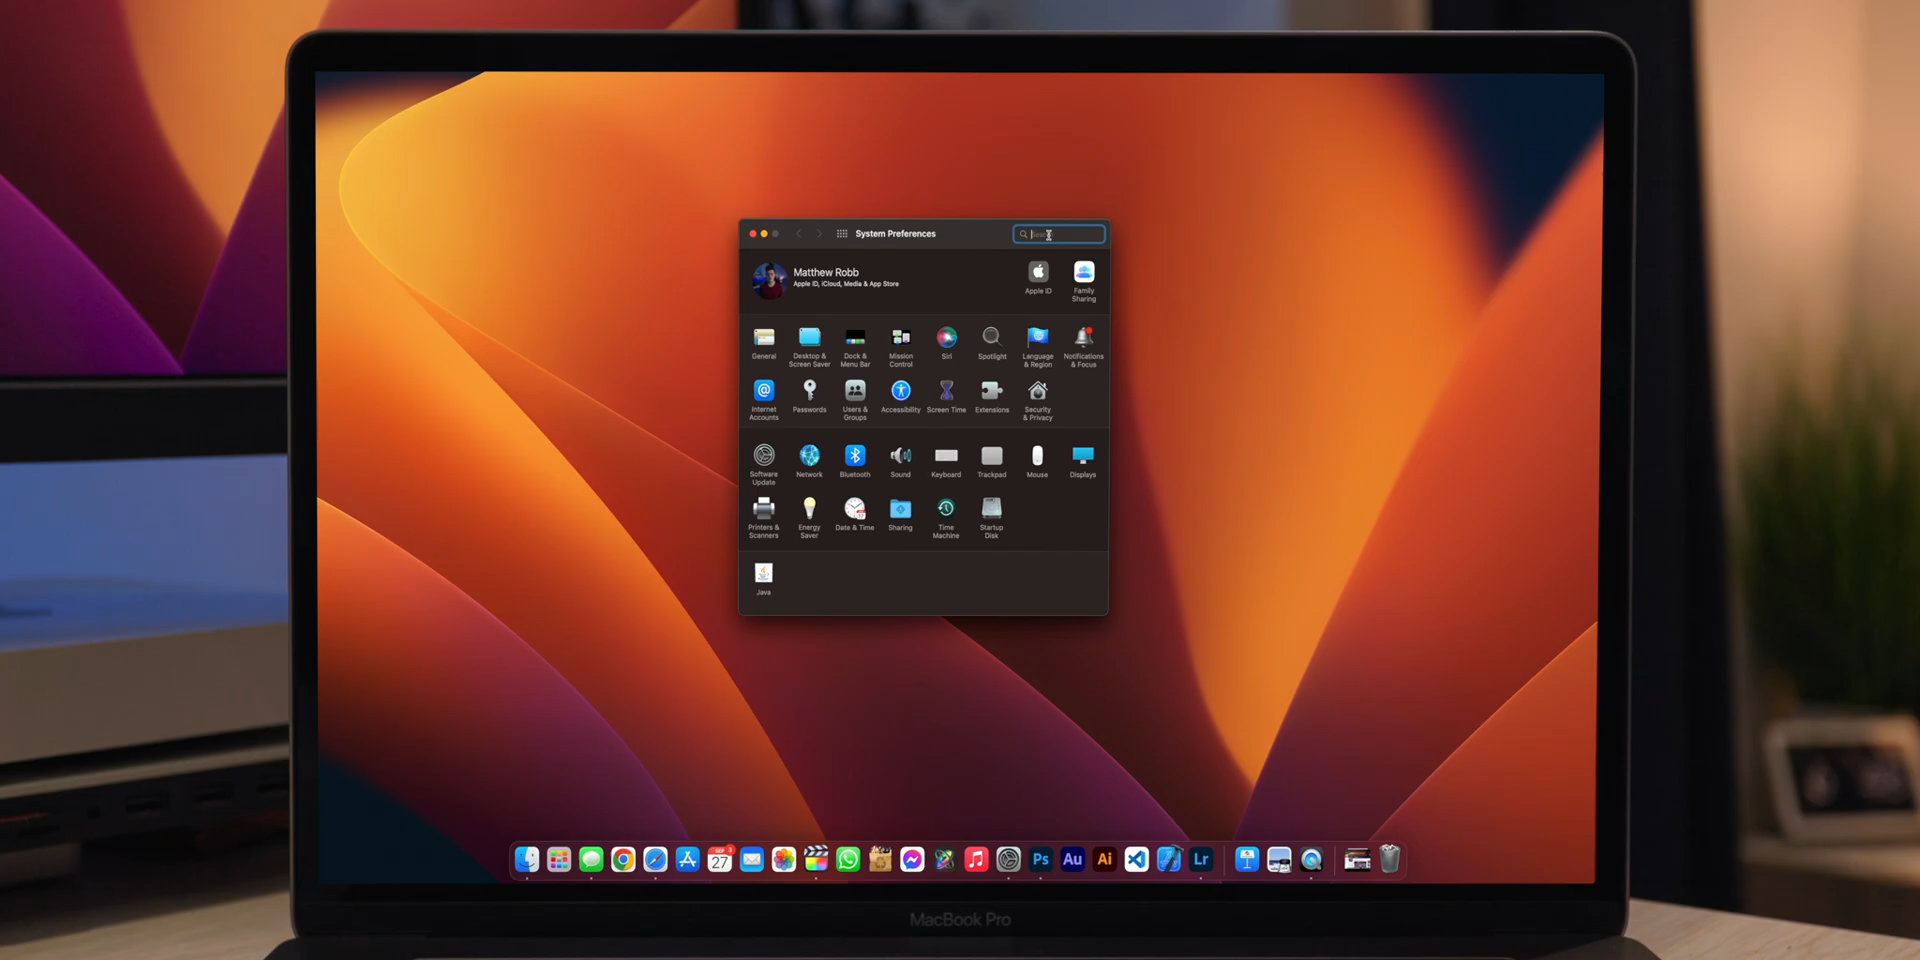 System Preferences
Matthew Robb
Apple ID, iCloud, Media & App Store
Apple ID
Family
Sharing
General
Desktop &
Screen Saver
Dock &
Menu Bar
Mission
Control
Siri
Spotlight
Language
& Region
Notifications
& Focus
Internet
Accounts
Passwords
Users &
Groups
Accessibility
Screen Time
Extensions
Security
& Privacy
Software
Update
Network
Bluetooth
Sound
Keyboard
Trackpad
Mouse
Displays
Printers &
Scanners
Energy
Saver
Date & Time
Sharing
Time
Machine
Startup
Disk
Java
SEP
3
27
Ps
Au
Ai
Lr
MacBook Pro